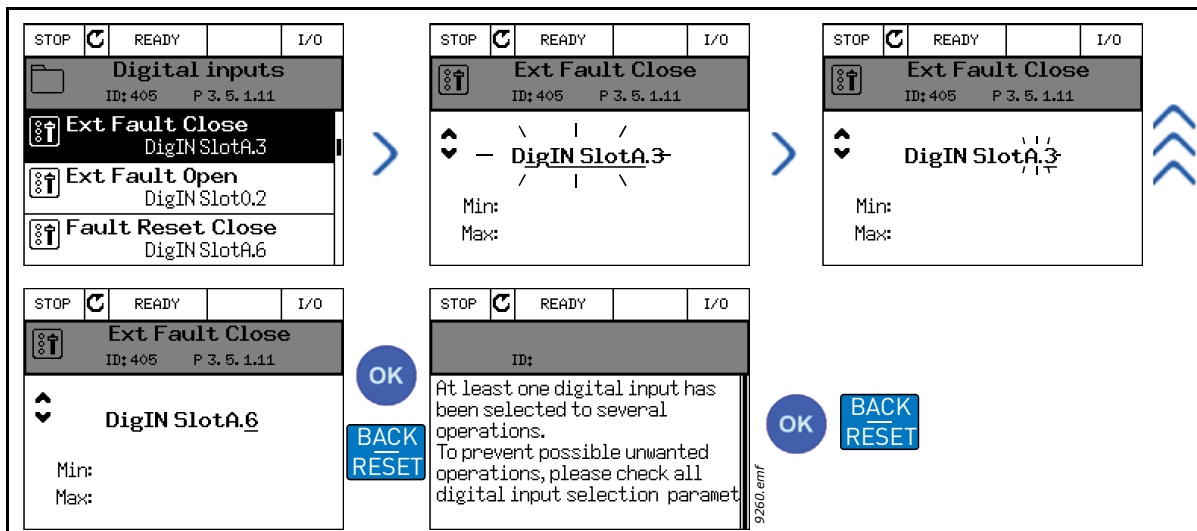 STOP READY I/O
Digital inputs
ID: 405 P 3.5.1.11
Ext Fault Close
DigIN SlotA.3
Ext Fault Open
DigIN Slot0.2
Fault Reset Close
DigIN SlotA.6
STOP READY I/O
Ext Fault Close
ID: 405 P 3.5.1.11
DigIN SlotA.3
Min:
Max:
STOP READY I/O
Ext Fault Close
ID: 405 P 3.5.1.11
DigIN SlotA.3
Min:
Max:
STOP READY I/O
Ext Fault Close
ID: 405 P 3.5.1.11
DigIN SlotA.6
Min:
Max:
OK
BACK
RESET
STOP READY I/O
ID:
At least one digital input has
been selected to several
operations.
To prevent possible unwanted
operations, please check all
digital input selection paramet
OK
BACK
RESET
9260.emf